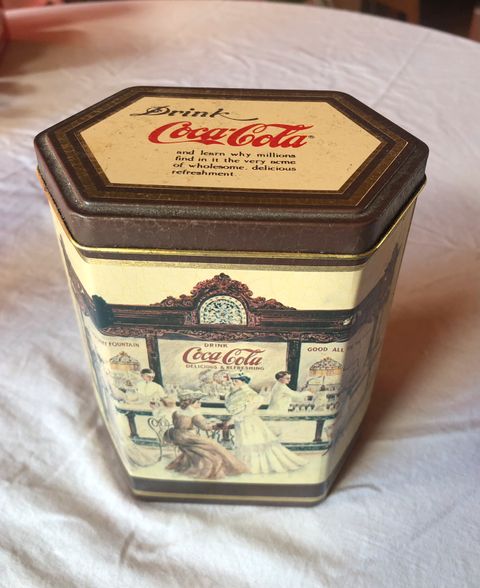 Drink
Coca-Cola®
and learn why millions
find in it the very acme
of wholesome, delicious
refreshment.
FOUNTAIN
DRINK
Coca-Cola
DELICIOUS & REFRESHING
GOOD ALL